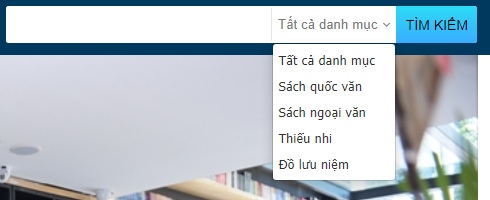 Tất cả danh mục
TÌM KIẾM
Tất cả danh mục
Sách quốc văn
Sách ngoại văn
Thiếu nhi
Đồ lưu niệm